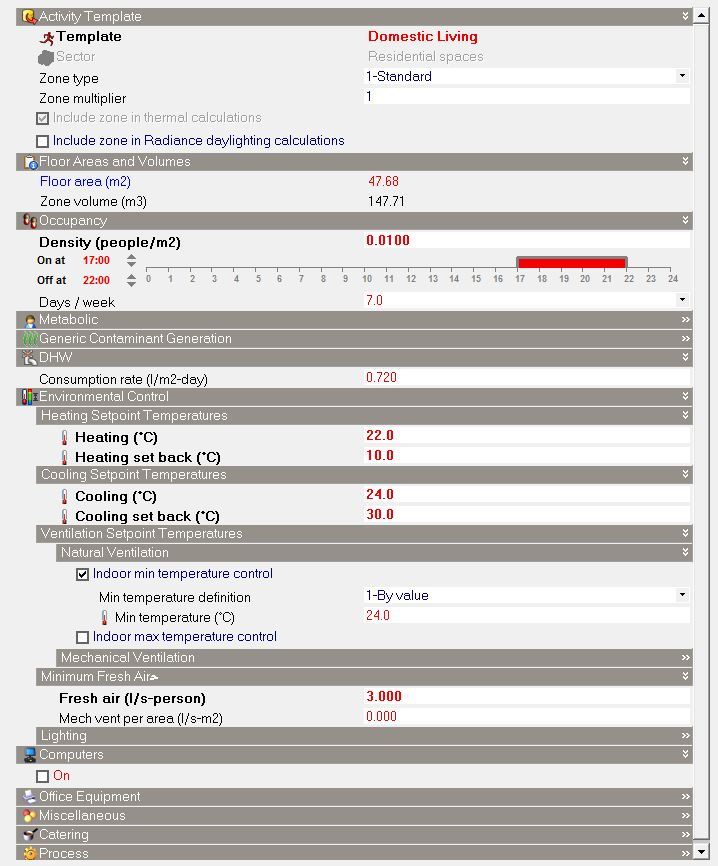 Activity Template
Template Domestic Living
Sector Residential spaces
Zone type 1-Standard
Zone multiplier 1
Include zone in thermal calculations
Include zone in Radiance daylighting calculations
Floor Areas and Volumes
Floor area (m2) 47.68
Zone volume (m3) 147.71
Occupancy
Density (people/m2) 0.0100
On at 17:00
Off at 22:00 0 1 2 3 4 5 6 7 8 9 10 11 12 13 14 15 16 17 18 19 20 21 22 23 24
Days / week 7.0
Metabolic
Generic Contaminant Generation
DHW
Consumption rate (l/m2-day) 0.720
Environmental Control
Heating Setpoint Temperatures
Heating (°C) 22.0
Heating set back (°C) 10.0
Cooling Setpoint Temperatures
Cooling (°C) 24.0
Cooling set back (°C) 30.0
Ventilation Setpoint Temperatures
Natural Ventilation
Indoor min temperature control
Min temperature definition 1-By value
Min temperature (°C) 24.0
Indoor max temperature control
Mechanical Ventilation
Minimum Fresh Air
Fresh air (l/s-person) 3.000
Mech vent per area (l/s-m2) 0.000
Lighting
Computers
On
Office Equipment
Miscellaneous
Catering
Process